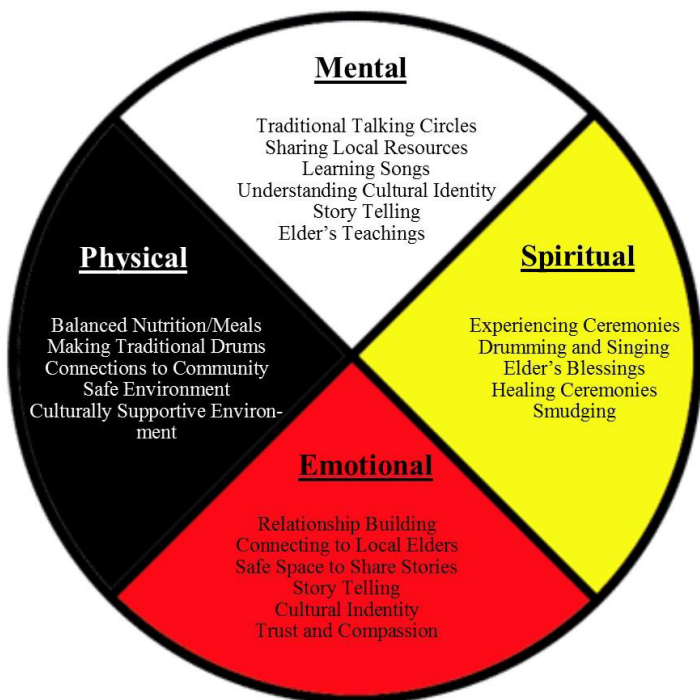 Mental
Traditional Talking Circles
Sharing Local Resources
Learning Songs
Understanding Cultural Identity
Story Telling
Elder's Teachings
Physical
Balanced Nutrition/Meals
Making Traditional Drums
Connections to Community
Safe Environment
Culturally Supportive Environ-
ment
Spiritual
Experiencing Ceremonies
Drumming and Singing
Elder's Blessings
Healing Ceremonies
Smudging
Emotional
Relationship Building
Connecting to Local Elders
Safe Space to Share Stories
Story Telling
Cultural Indentity
Trust and Compassion